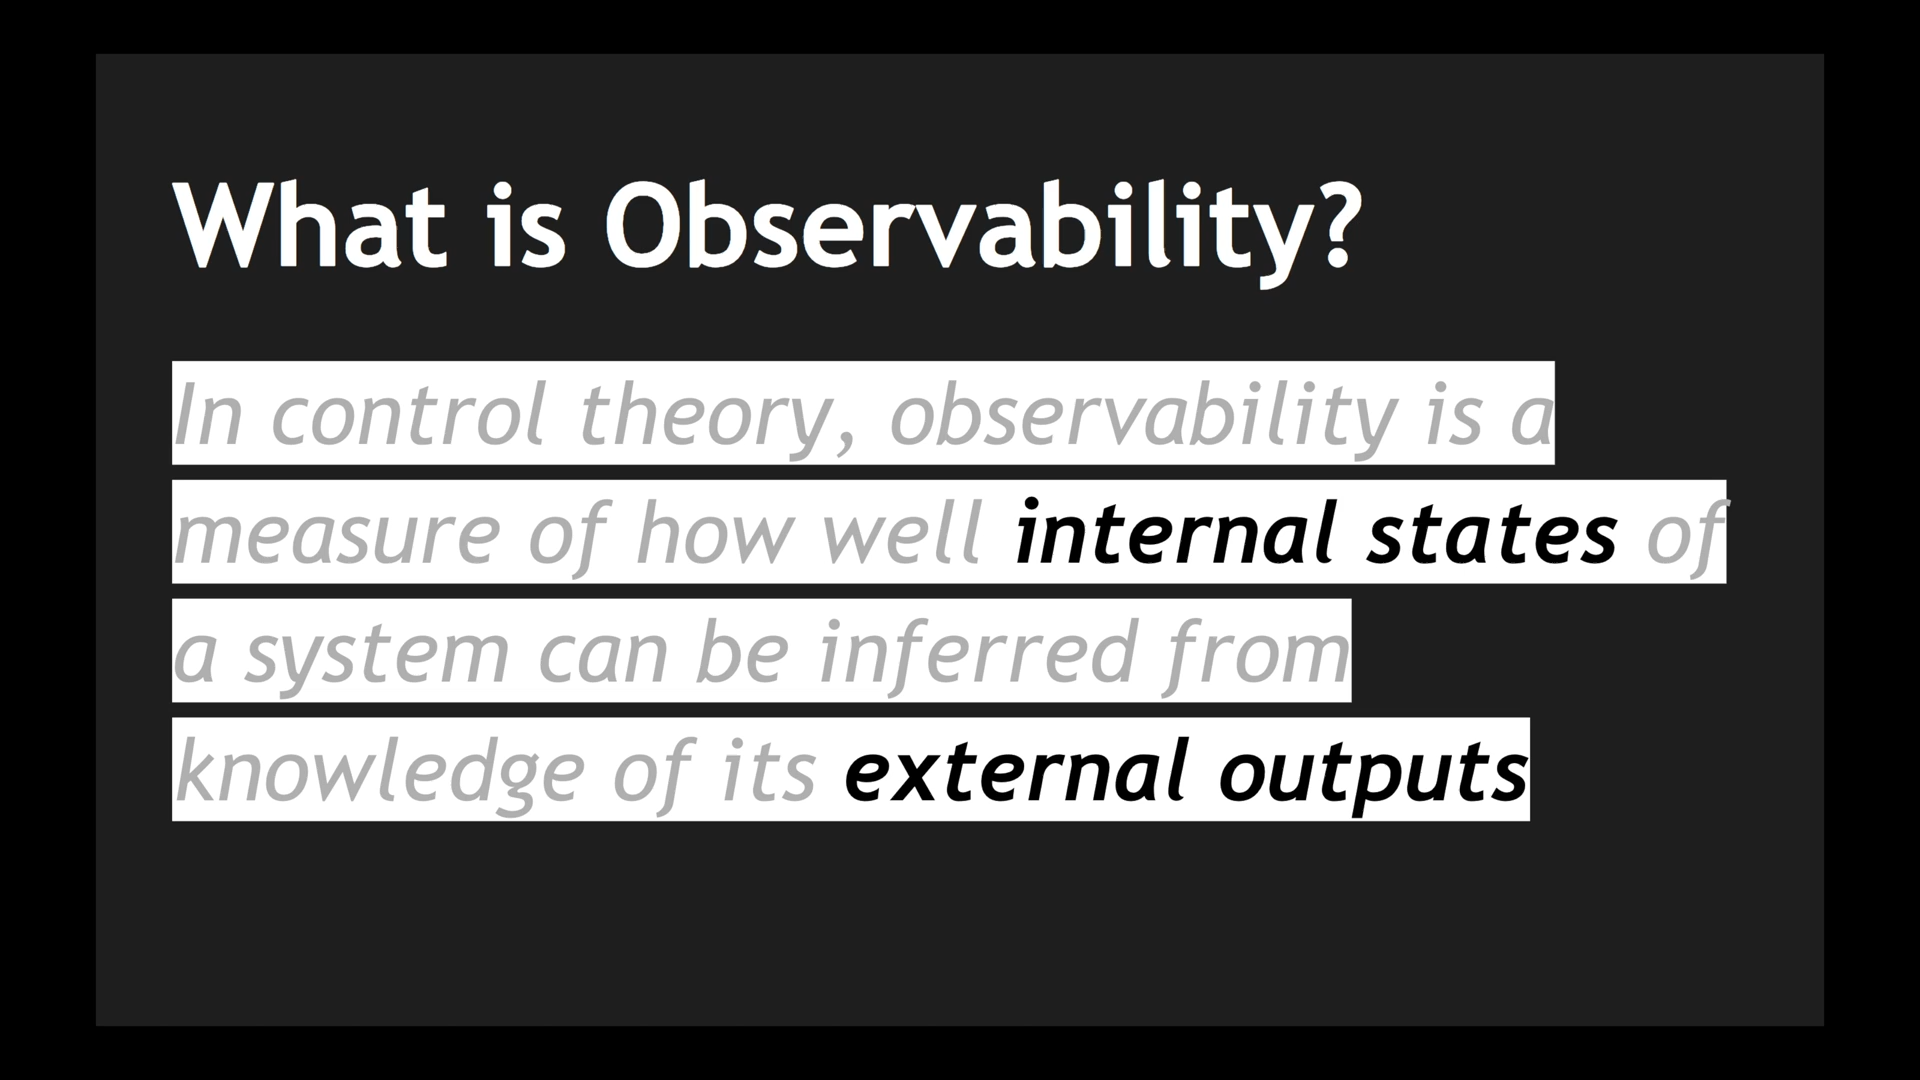 What is Observability?
In control theory, observability is a
measure of how well internal states of
a system can be inferred from
knowledge of its external outputs